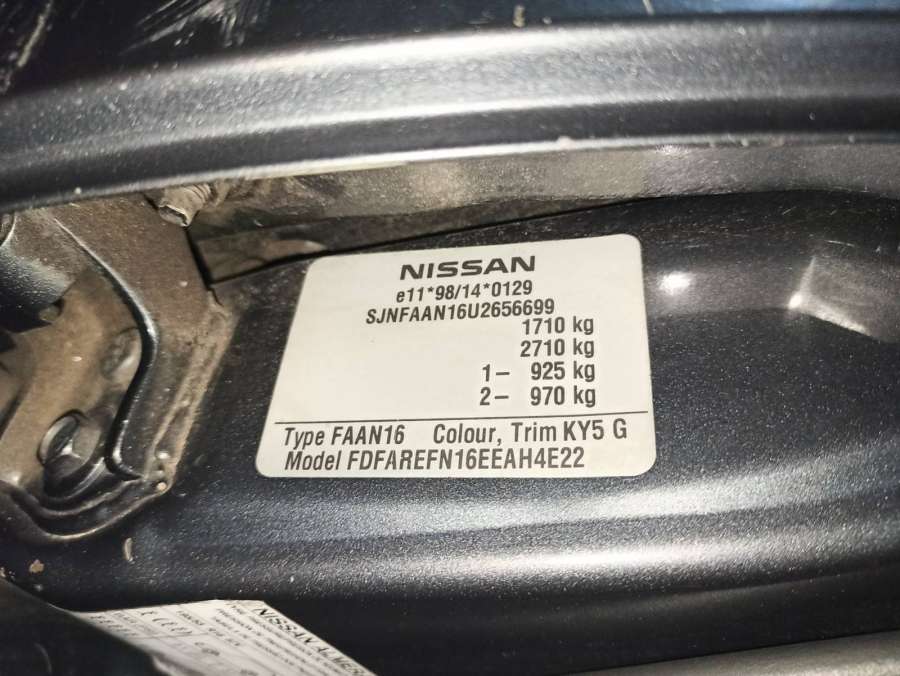 NISSAN
e11*98/14*0129
SJNFAAN16U2656699
1710 kg
2710 kg
1– 925 kg
2– 970 kg
Type FAAN16 Colour, Trim KY5 G
Model FDFAREFN16EEAH4E22
NISSAN